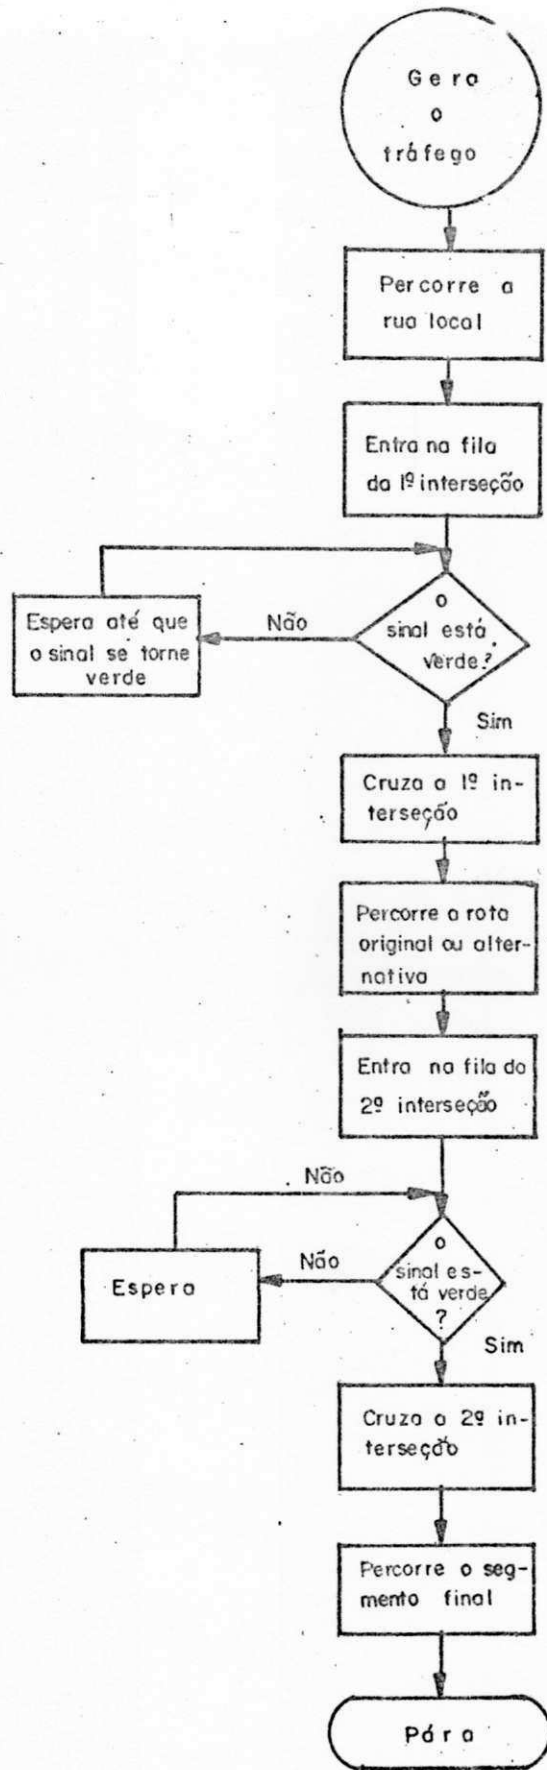 Gera
o
tráfego
Percorre a
rua local
Entra na fila
da 1º interseção
O
sinal está
verde?
Não
Espera até que
o sinal se torne
verde
Sim
Cruza a 1º in-
terseção
Percorre a rota
original ou alter-
nativa
Entra na fila da
2º interseção
Não
O
sinal es-
tá verde
?
Não
Espera
Sim
Cruza a 2º in-
terseção
Percorre o seg-
mento final
Pára